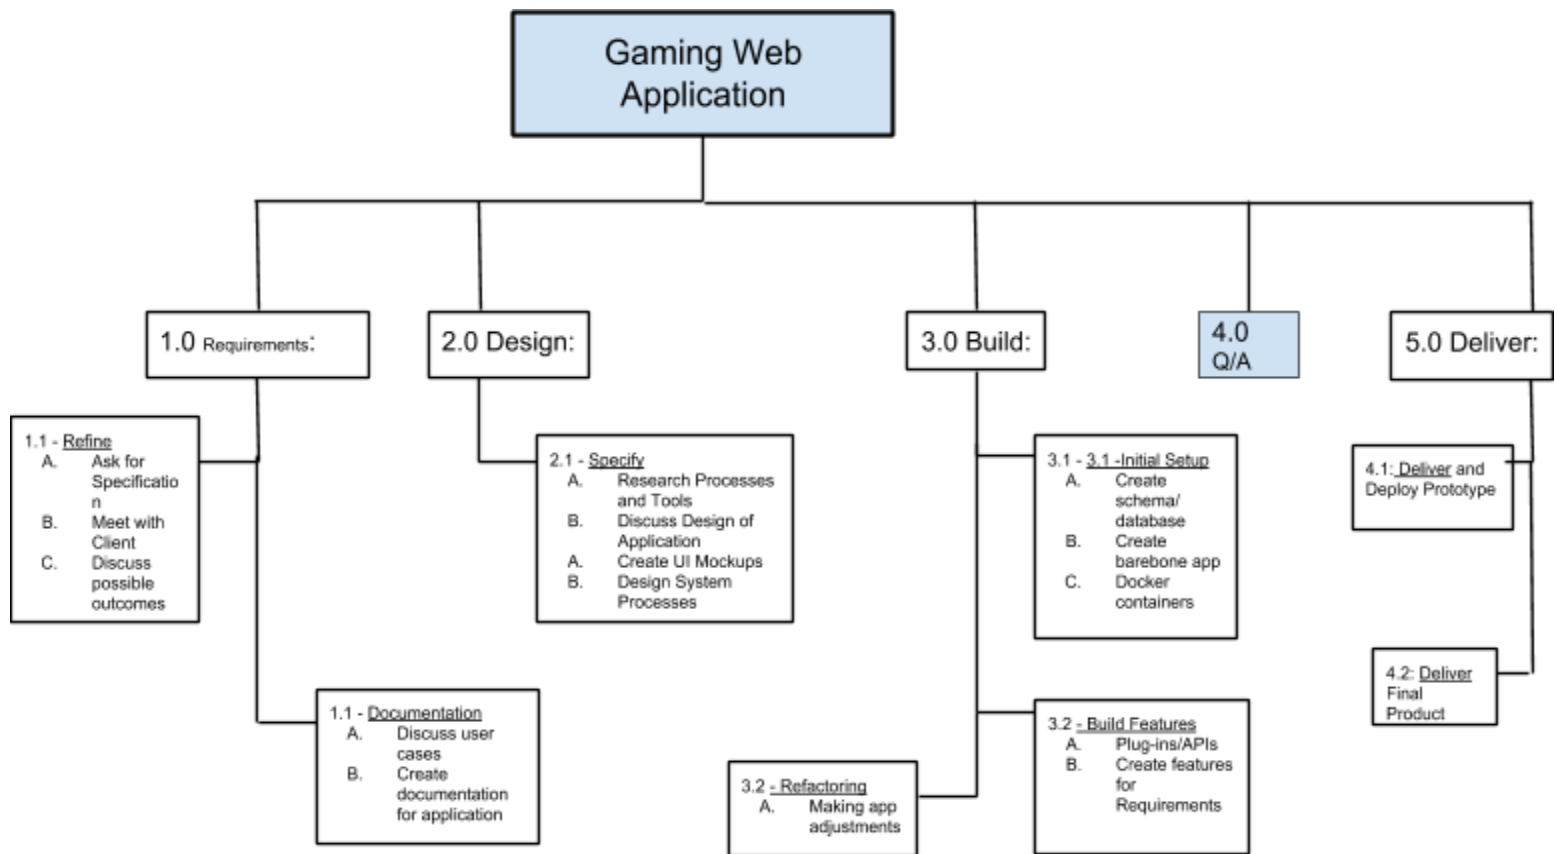 Gaming Web
Application
1.0 Requirements:
2.0 Design:
3.0 Build:
4.0
Q/A
5.0 Deliver:
1.1 - Refine
A. Ask for
Specificatio
n
B. Meet with
Client
C. Discuss
possible
outcomes
1.1 - Documentation
A. Discuss user
cases
B. Create
documentation
for application
2.1 - Specify
A. Research Processes
and Tools
B. Discuss Design of
Application
A. Create UI Mockups
B. Design System
Processes
3.1 - 3.1 -Initial Setup
A. Create
schema/
database
B. Create
barebone app
C. Docker
containers
3.2 - Build Features
A. Plug-ins/APIs
B. Create features
for
Requirements
3.2 - Refactoring
A. Making app
adjustments
4.1: Deliver and
Deploy Prototype
4.2: Deliver
Final
Product